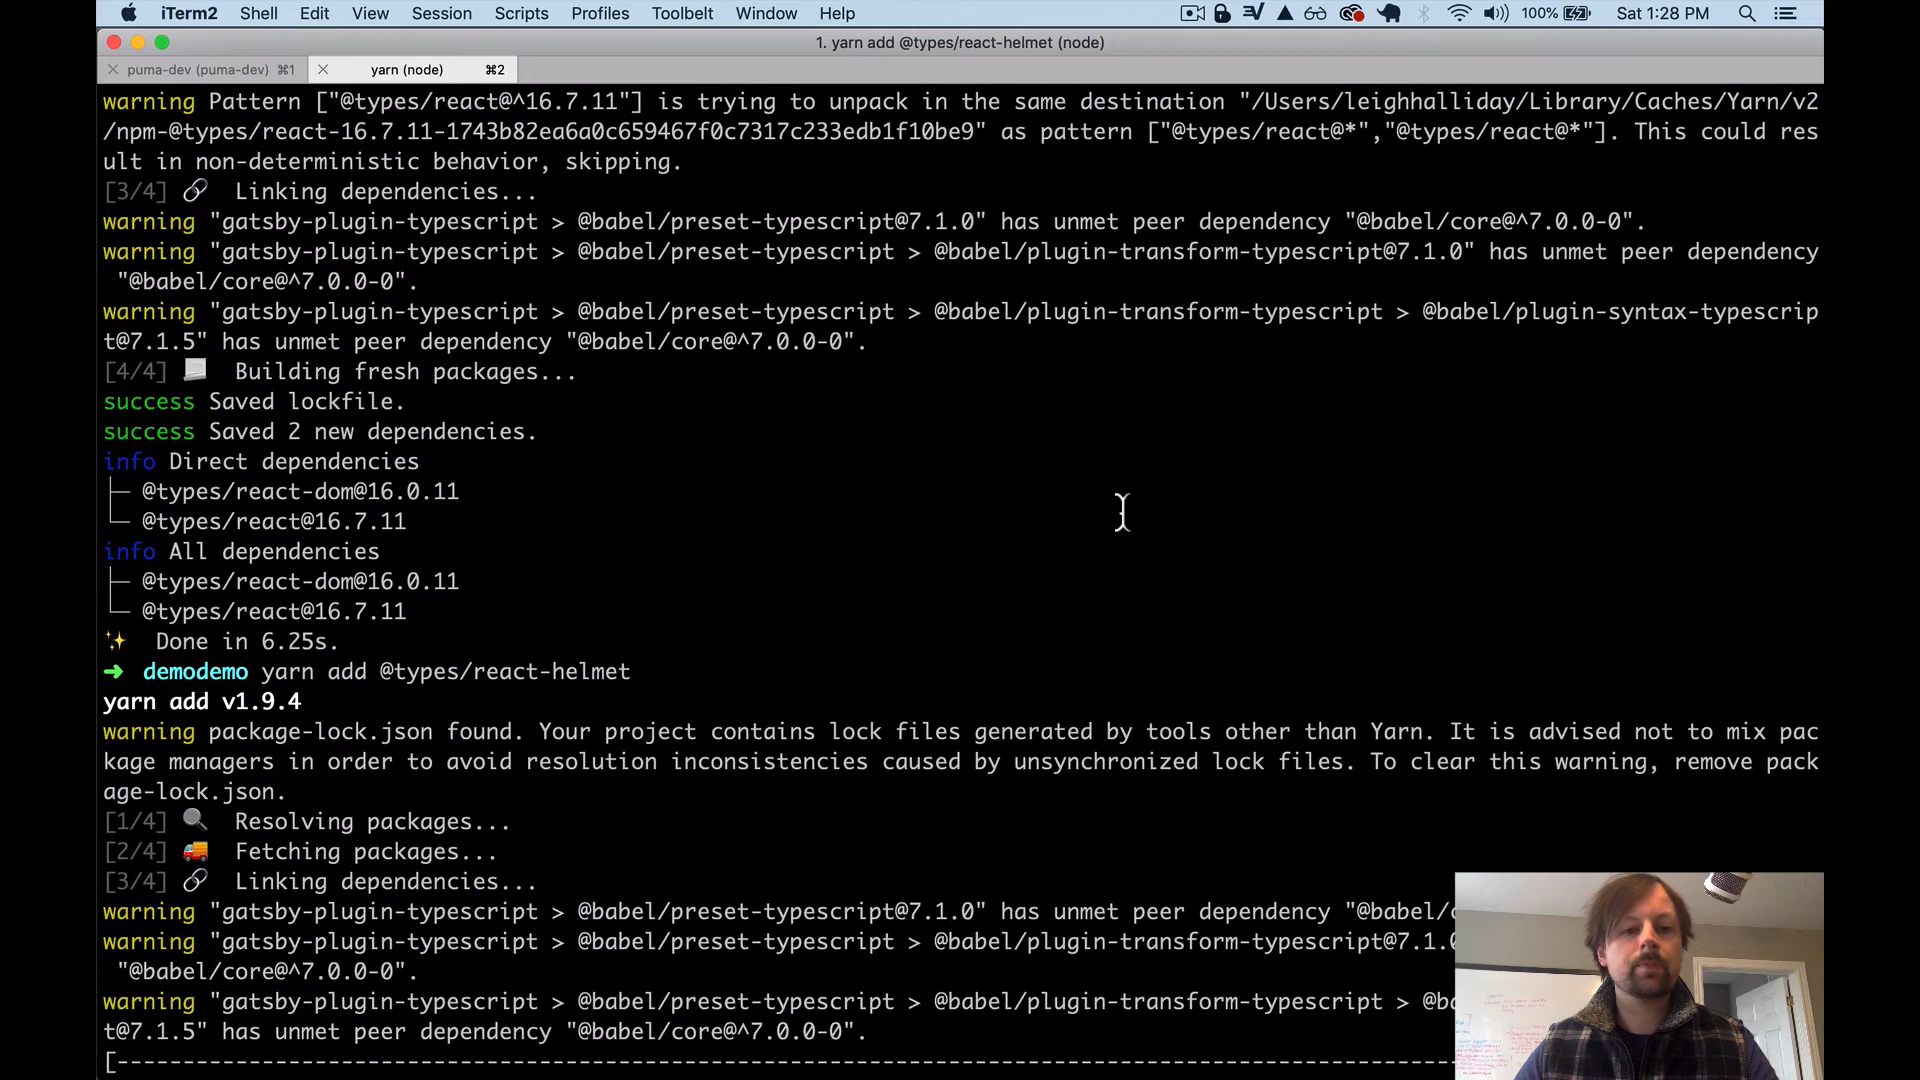 iTerm2 Shell Edit View Session Scripts Profiles Toolbelt Window Help 100% Sat 1:28 PM
1. yarn add @types/react-helmet (node)
puma-dev (puma-dev) ⌘1 yarn (node) ⌘2
warning Pattern ["@types/react@^16.7.11"] is trying to unpack in the same destination "/Users/leighhalliday/Library/Caches/Yarn/v2
/npm-@types/react-16.7.11-1743b82ea6a0c659467f0c7317c233edb1f10be9" as pattern ["@types/react@*","@types/react@*"]. This could res
ult in non-deterministic behavior, skipping.
[3/4] 🔗 Linking dependencies...
warning "gatsby-plugin-typescript > @babel/preset-typescript@7.1.0" has unmet peer dependency "@babel/core@^7.0.0-0".
warning "gatsby-plugin-typescript > @babel/preset-typescript > @babel/plugin-transform-typescript@7.1.0" has unmet peer dependency
"@babel/core@^7.0.0-0".
warning "gatsby-plugin-typescript > @babel/preset-typescript > @babel/plugin-transform-typescript > @babel/plugin-syntax-typescrip
t@7.1.5" has unmet peer dependency "@babel/core@^7.0.0-0".
[4/4] 📃 Building fresh packages...
success Saved lockfile.
success Saved 2 new dependencies.
info Direct dependencies
├─ @types/react-dom@16.0.11
└─ @types/react@16.7.11
info All dependencies
├─ @types/react-dom@16.0.11
└─ @types/react@16.7.11
✨ Done in 6.25s.
➜ demodemo yarn add @types/react-helmet
yarn add v1.9.4
warning package-lock.json found. Your project contains lock files generated by tools other than Yarn. It is advised not to mix pac
kage managers in order to avoid resolution inconsistencies caused by unsynchronized lock files. To clear this warning, remove pack
age-lock.json.
[1/4] 🔍 Resolving packages...
[2/4] 🚚 Fetching packages...
[3/4] 🔗 Linking dependencies...
warning "gatsby-plugin-typescript > @babel/preset-typescript@7.1.0" has unmet peer dependency "@babel/
warning "gatsby-plugin-typescript > @babel/preset-typescript > @babel/plugin-transform-typescript@7.1.
"@babel/core@^7.0.0-0".
warning "gatsby-plugin-typescript > @babel/preset-typescript > @babel/plugin-transform-typescript >
t@7.1.5" has unmet peer dependency "@babel/core@^7.0.0-0".